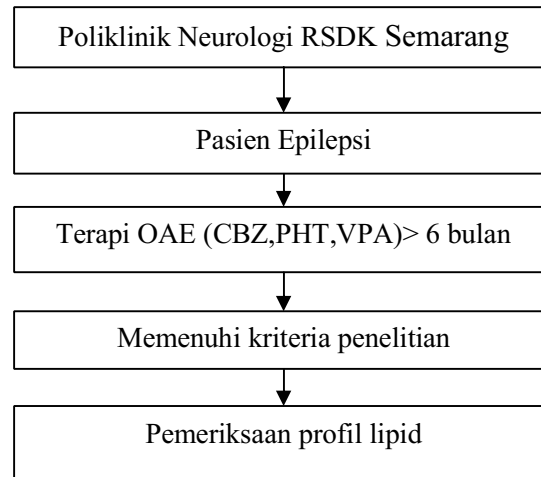 Poliklinik Neurologi RSDK Semarang
Pasien Epilepsi
Terapi OAE (CBZ,PHT,VPA)> 6 bulan
Memenuhi kriteria penelitian
Pemeriksaan profil lipid